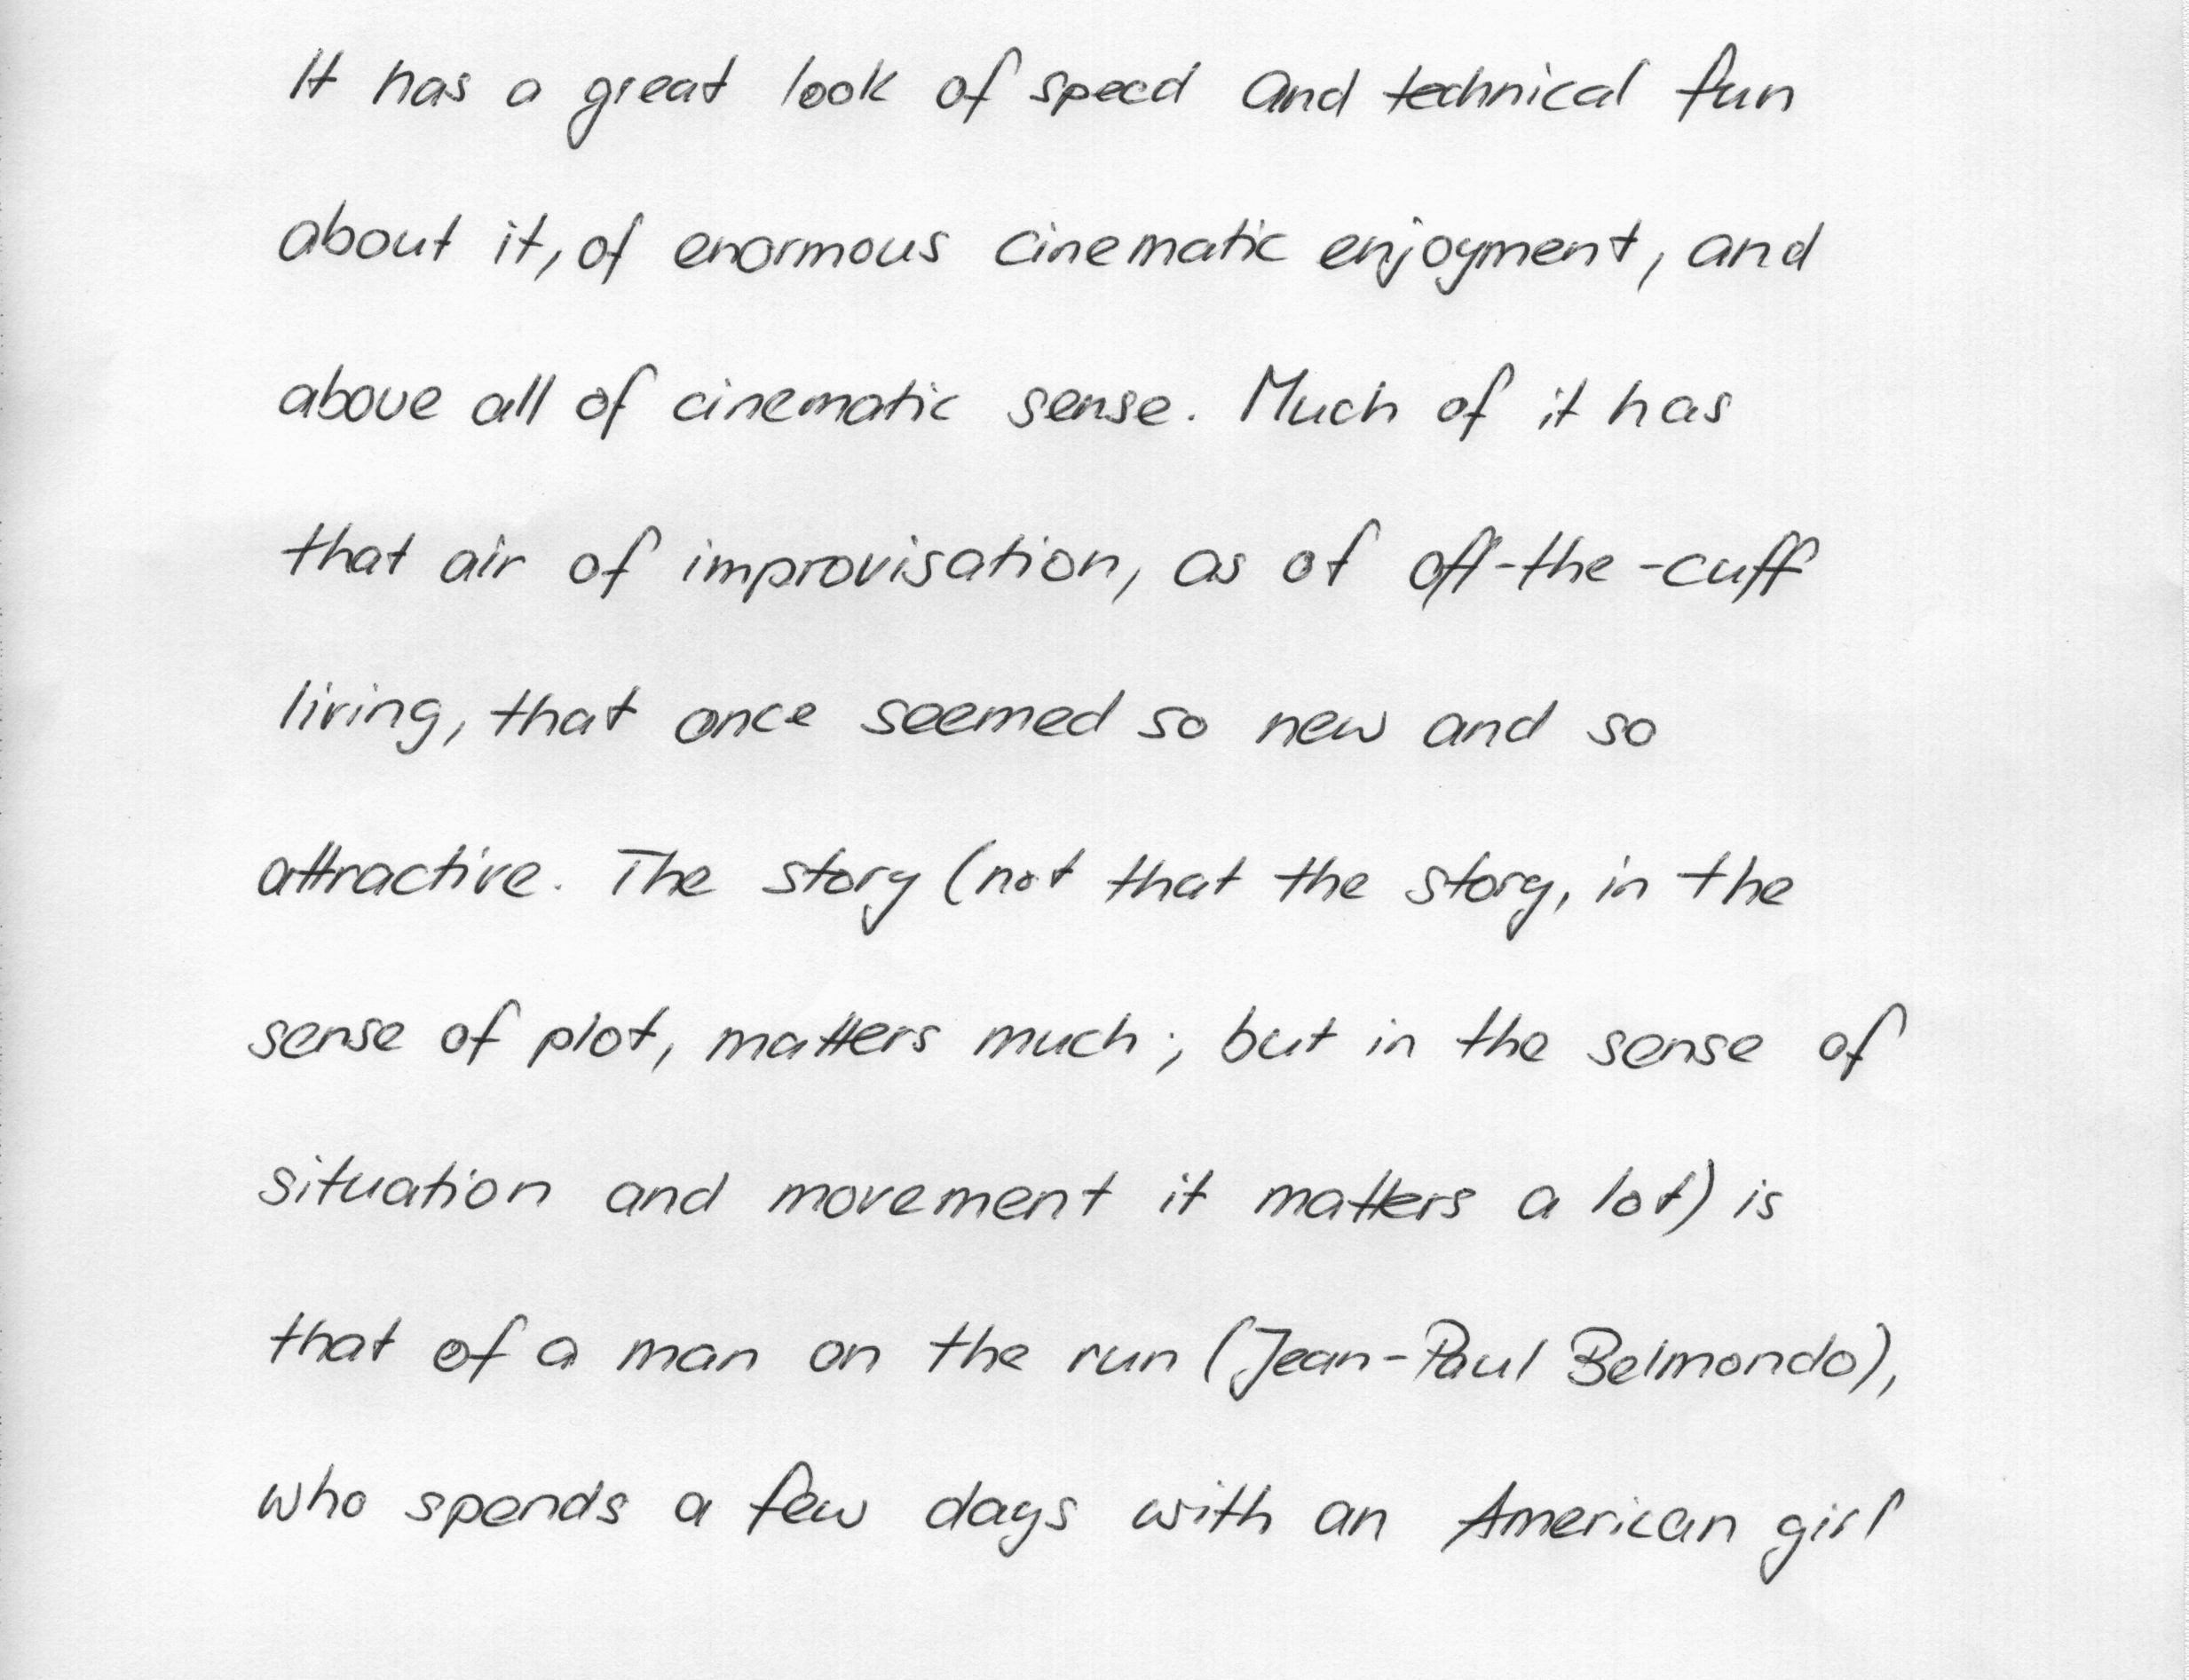 It has a great look of speed and technical fun
about it, of enormous cinematic enjoyment, and
above all of cinematic sense. Much of it has
that air of improvisation, as of off-the-cuff
living, that once seemed so new and so
attractive. The story (not that the story, in the
sense of plot, matters much; but in the sense of
situation and movement it matters a lot) is
that of a man on the run (Jean-Paul Belmondo),
who spends a few days with an American girl